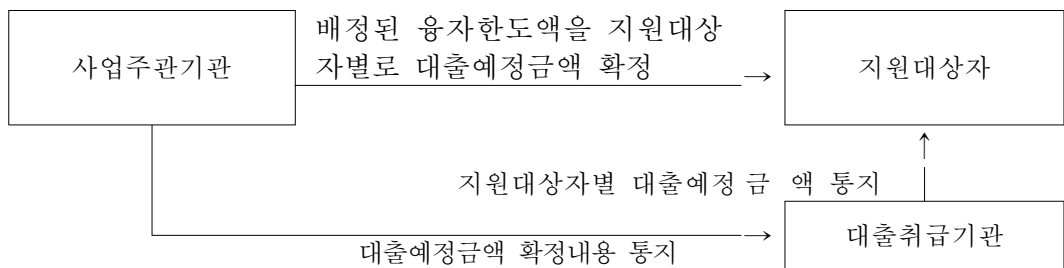 배정된 융자한도액을 지원대상
사업주관기관
자별로 대출예정금액 확정
지원대상자
지원대상자별 대출예정 금 액 통지
대출취급기관
대출예정금액 확정내용 통지